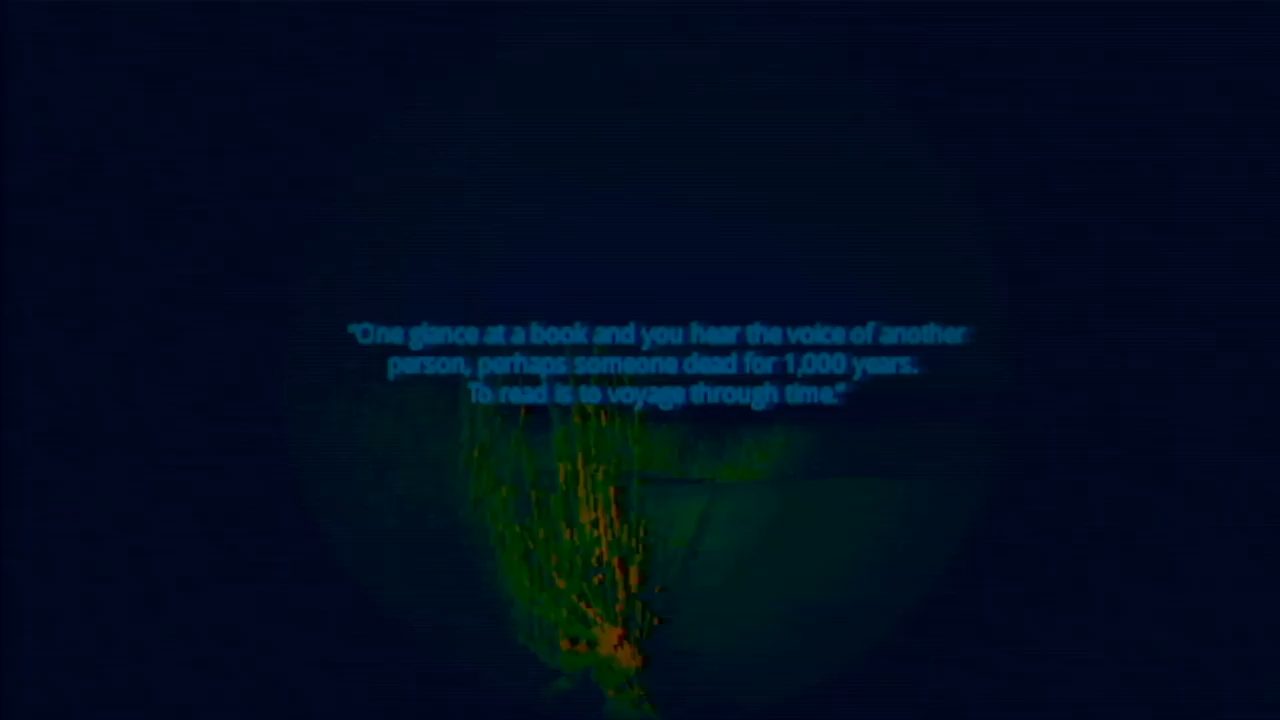 “One glance at a book and you hear the voice of another
person, perhaps someone dead for 1,000 years.
To read is to voyage through time.”